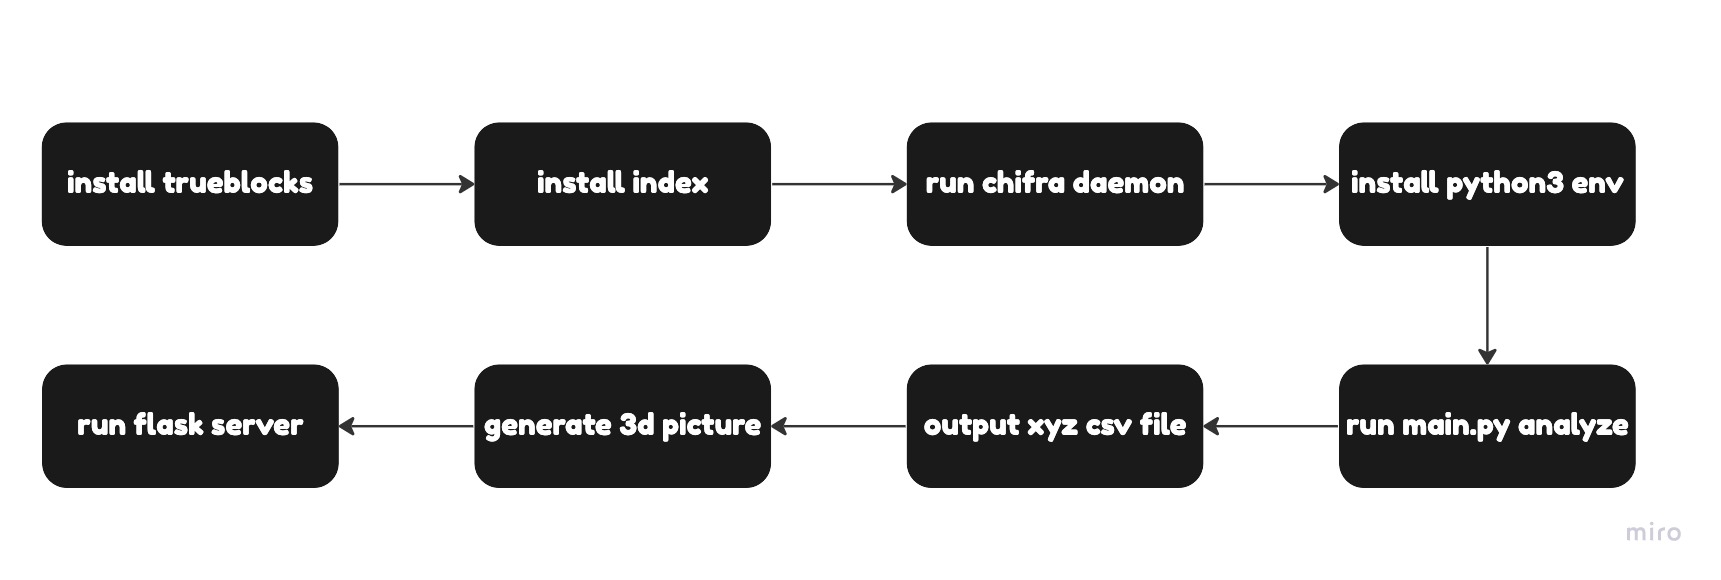 install trueblocks
install index
run chifra daemon
install python3 env
run main.py analyze
output xyz csv file
generate 3d picture
run flask server
miro